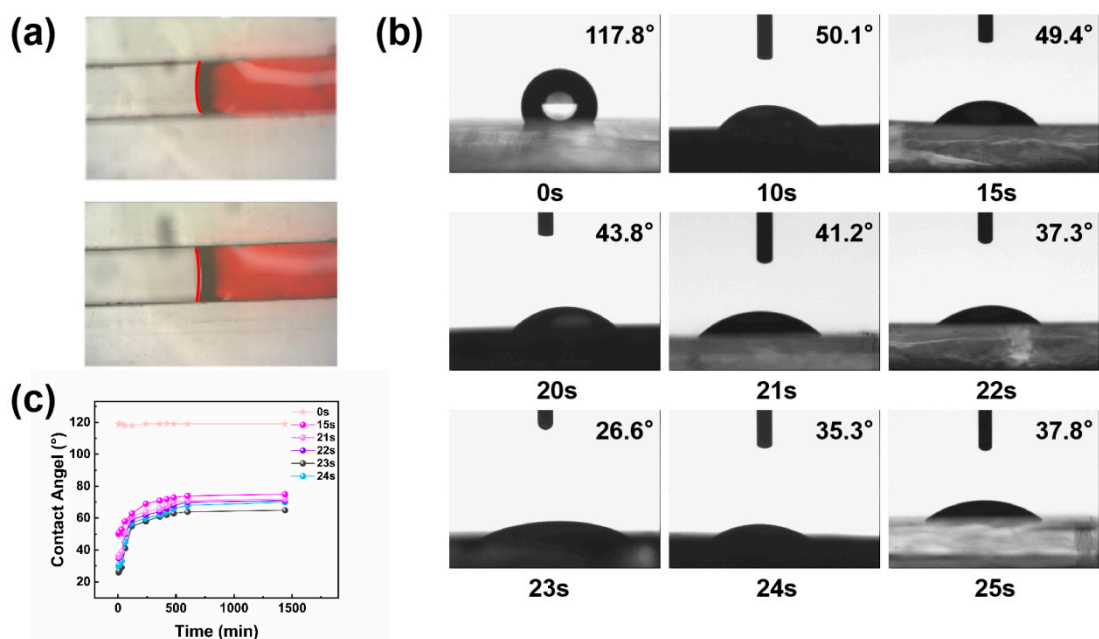 (a)
(b)
117.8° 50.1° 49.4°
0s 10s 15s
43.8° 41.2° 37.3°
20s 21s 22s
26.6° 35.3° 37.8°
23s 24s 25s
(c)
Contact Angel (°)
120
100
80
60
40
20
0s
15s
21s
22s
23s
24s
0 500 1000 1500
Time (min)